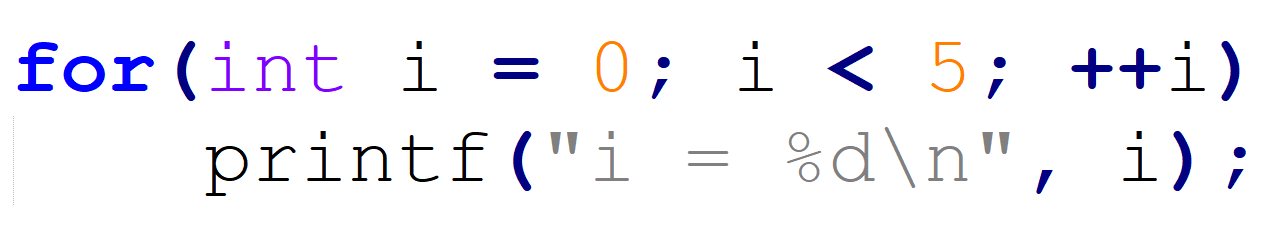 for(int i = 0; i < 5; ++i)
    printf("i = %d\n", i);